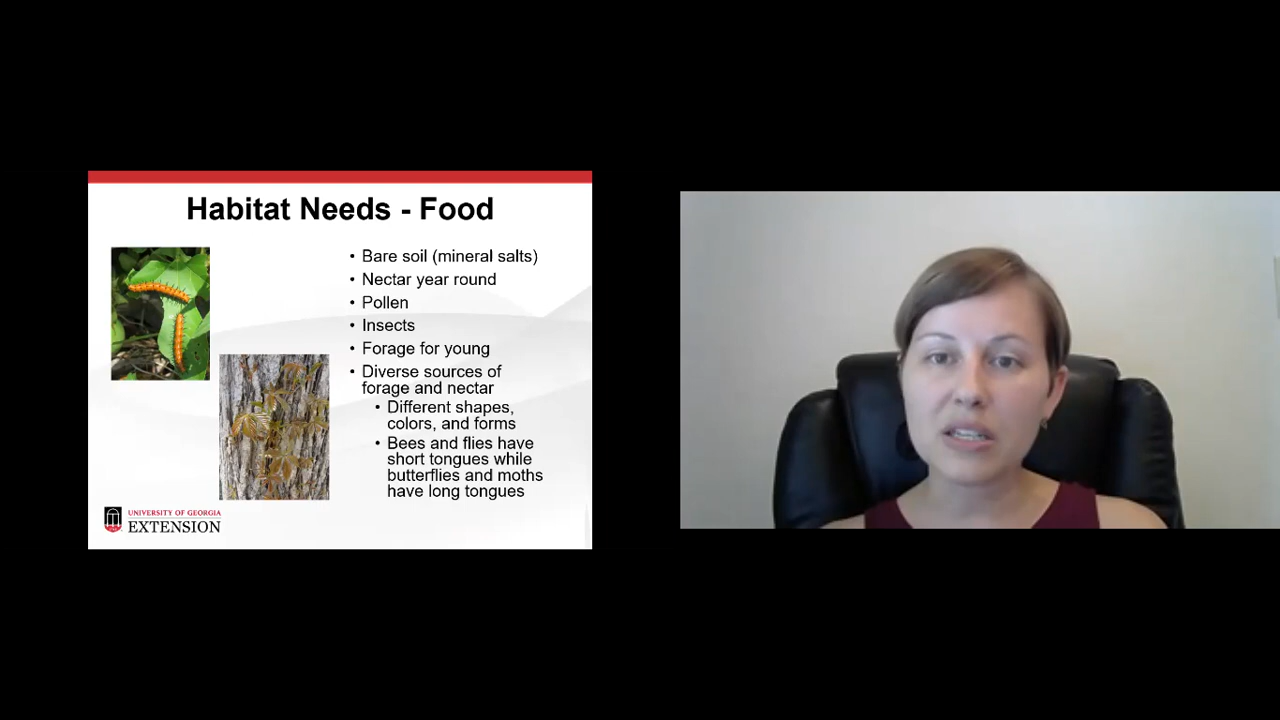 Habitat Needs - Food
• Bare soil (mineral salts)
• Nectar year round
• Pollen
• Insects
• Forage for young
• Diverse sources of
forage and nectar
• Different shapes,
colors, and forms
• Bees and flies have
short tongues while
butterflies and moths
have long tongues
UNIVERSITY OF GEORGIA
EXTENSION